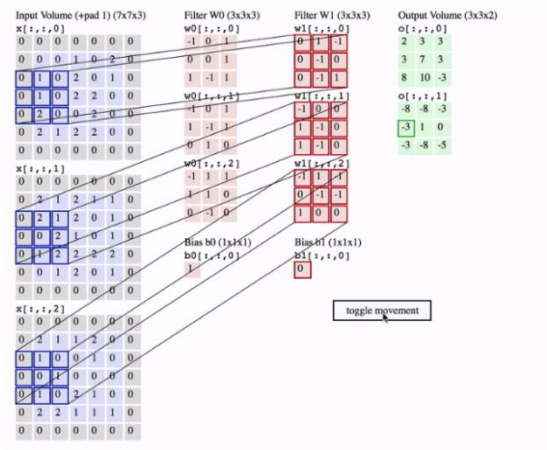 Input Volume (+pad 1) (7x7x3)
x[:,:,0]
0 0 0 0 0 0 0
0 0 0 1 0 2 0
0 1 0 2 0 1 0
0 1 0 2 2 0 0
0 2 0 0 2 0 0
0 2 1 2 2 0 0
0 0 0 0 0 0 0
x[:,:,1]
0 0 0 0 0 0 0
0 2 1 2 1 1 0
0 2 1 2 0 1 0
0 0 2 1 0 1 0
0 1 2 2 2 2 0
0 0 1 2 0 1 0
0 0 0 0 0 0 0
x[:,:,2]
0 0 0 0 0 0 0
0 2 1 1 2 0 0
0 1 0 0 1 0 0
0 0 1 0 0 0 0
0 1 0 2 1 0 0
0 2 2 1 1 1 0
0 0 0 0 0 0 0
Filter W0 (3x3x3)
w0[:,:,0]
-1 0 1
0 0 1
1 -1 1
w0[:,:,1]
-1 0 1
1 -1 1
0 1 0
w0[:,:,2]
-1 1 1
1 1 0
0 -1 0
Bias b0 (1x1x1)
b0[:,:,0]
1
Filter W1 (3x3x3)
w1[:,:,0]
0 1 -1
0 -1 0
0 -1 1
w1[:,:,1]
-1 0 0
1 -1 0
1 -1 0
w1[:,:,2]
-1 1
0 -1 -1
1 0 0
Bias b1 (1x1x1)
b1[:,:,0]
0
Output Volume (3x3x2)
o[:,:,0]
2 3 3
3 7 3
8 10 -3
o[:,:,1]
-8 -8 -3
-3 1 0
-3 -8 -5
toggle movement